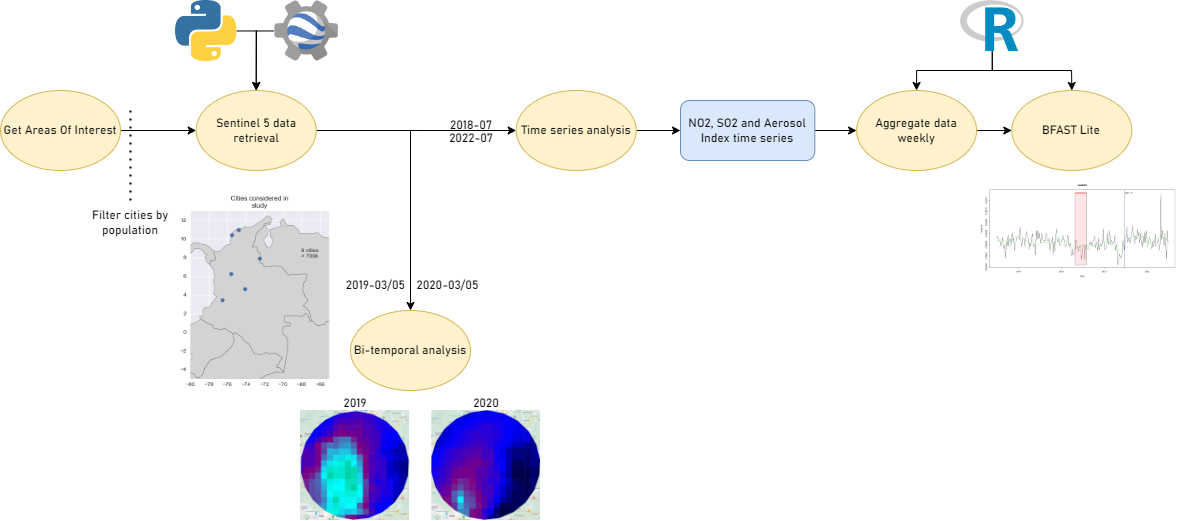 R
Get Areas Of Interest
Sentinel 5 data
retrieval
2018-07
2022-07
Time series analysis
NO2, SO2 and Aerosol
Index time series
Aggregate data
weekly
BFAST Lite
Filter cities by
population
Cities considered in
study
6 cities
> 700k
12
10
8
6
4
2
0
−2
−4
−80 −78 −76 −74 −72 −70 −68 −66
2019-03/05
2020-03/05
Bi-temporal analysis
2019
2020